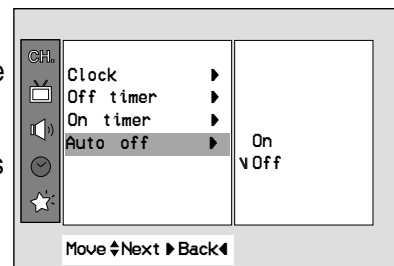 CH.
e
Clock ▶
Off timer ▶
On timer ▶
Auto off ▶
On
√Off
s
Move ▲▼ Next ▶ Back ◀